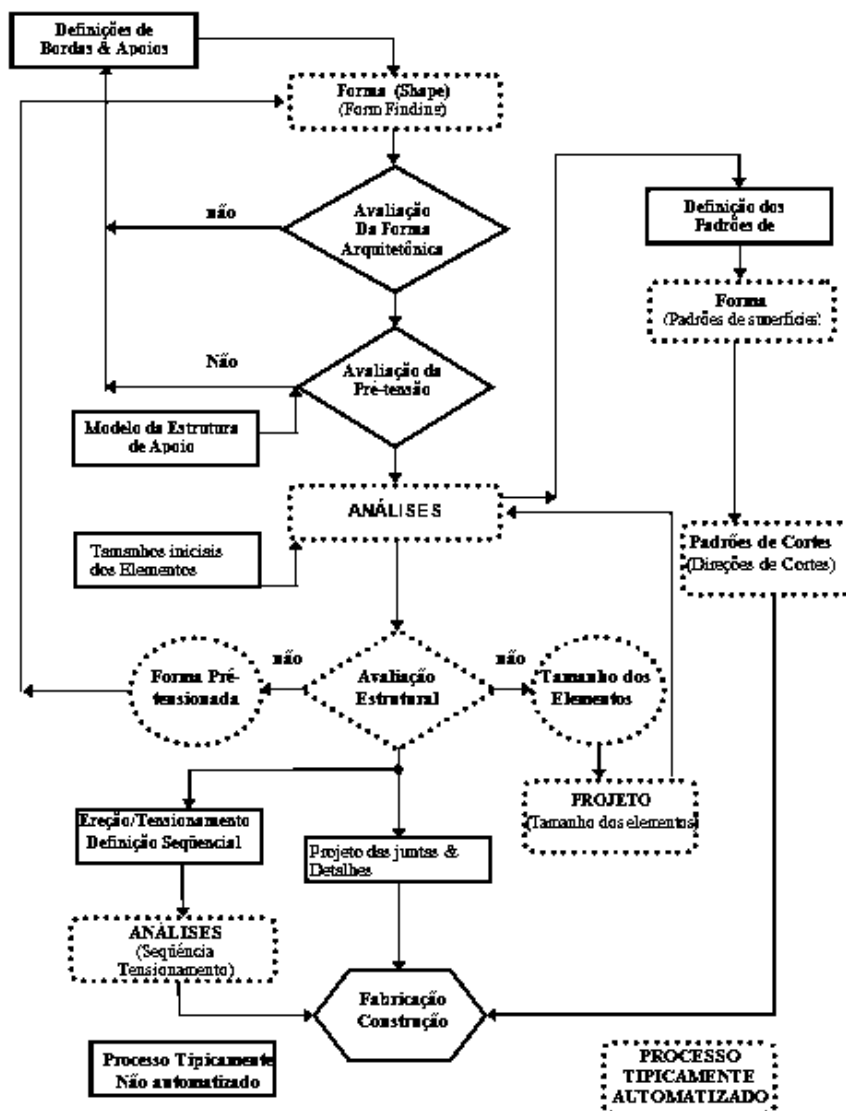 Definições de
Bordas & Apoios
Forma (Shape)
(Form Finding)
não
Avaliação
Da Forma
Arquitetônica
Definição dos
Padrões de
Forma
(Padrões de superfícies)
Não
Avaliação da
Pré-tensão
Modelo da Estrutura
de Apoio
ANÁLISES
Tamanhos iniciais
dos Elementos
Padrões de Cortes
(Direções de Cortes)
Forma Pré-
tensionada
não
Avaliação
Estrutural
não
Tamanho dos
Elementos
PROJETO
(Tamanho dos elementos)
Ereção/Tensionamento
Definição Seqüencial
Projeto das juntas &
Detalhes
ANÁLISES
(Seqüência
Tensionamento)
Fabricação
Construção
Processo Tipicamente
Não automatizado
PROCESSO
TIPICAMENTE
AUTOMATIZADO